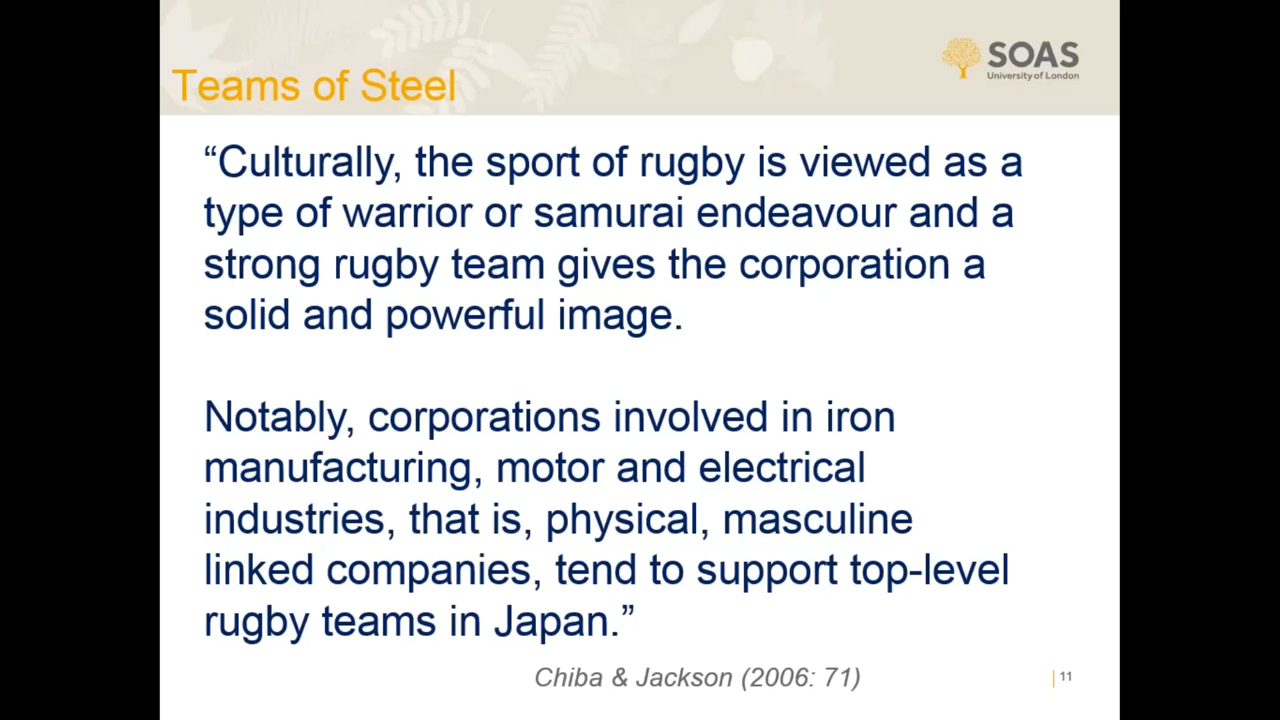 SOAS
University of London
Teams of Steel
“Culturally, the sport of rugby is viewed as a
type of warrior or samurai endeavour and a
strong rugby team gives the corporation a
solid and powerful image.
Notably, corporations involved in iron
manufacturing, motor and electrical
industries, that is, physical, masculine
linked companies, tend to support top-level
rugby teams in Japan.”
Chiba & Jackson (2006: 71)
11